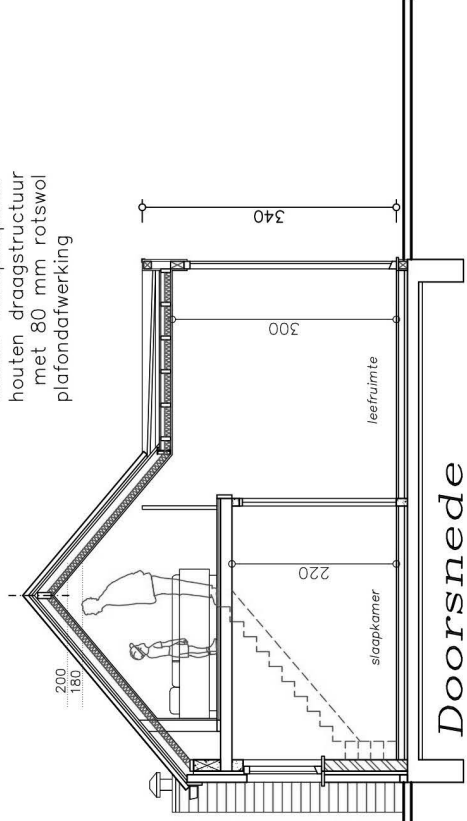 houten draagstructuur
met 80 mm rotswol
plafondafwerking
200
180
340
300
220
leefruimte
slaapkamer
Doorsnede